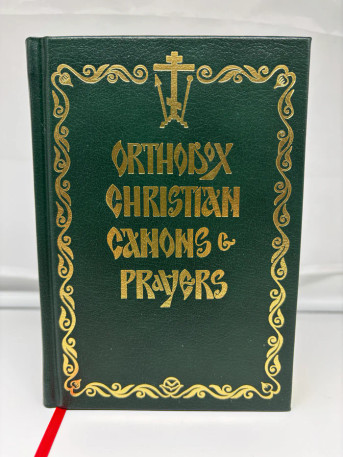 ORTHODOX
CHRISTIAN
CANONS &
PRAYERS